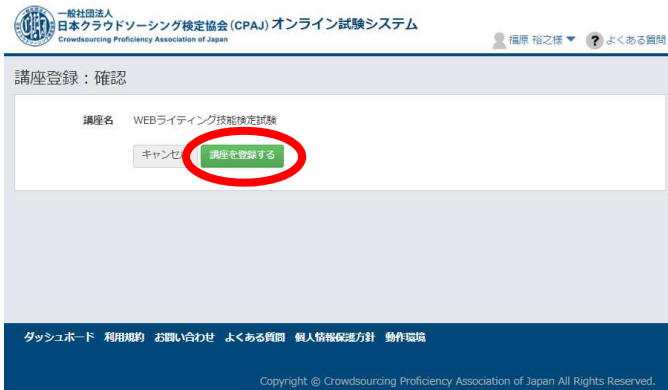 一般社団法人
日本クラウドソーシング検定協会(CPAJ) オンライン試験システム
Crowdsourcing Proficiency Association of Japan
福原 裕之様 ▼ ? よくある質問
講座登録：確認
講座名 WEBライティング技能検定試験
キャンセル 講座を登録する
ダッシュボード 利用規約 お問い合わせ よくある質問 個人情報保護方針 動作環境
Copyright © Crowdsourcing Proficiency Association of Japan All Rights Reserved.